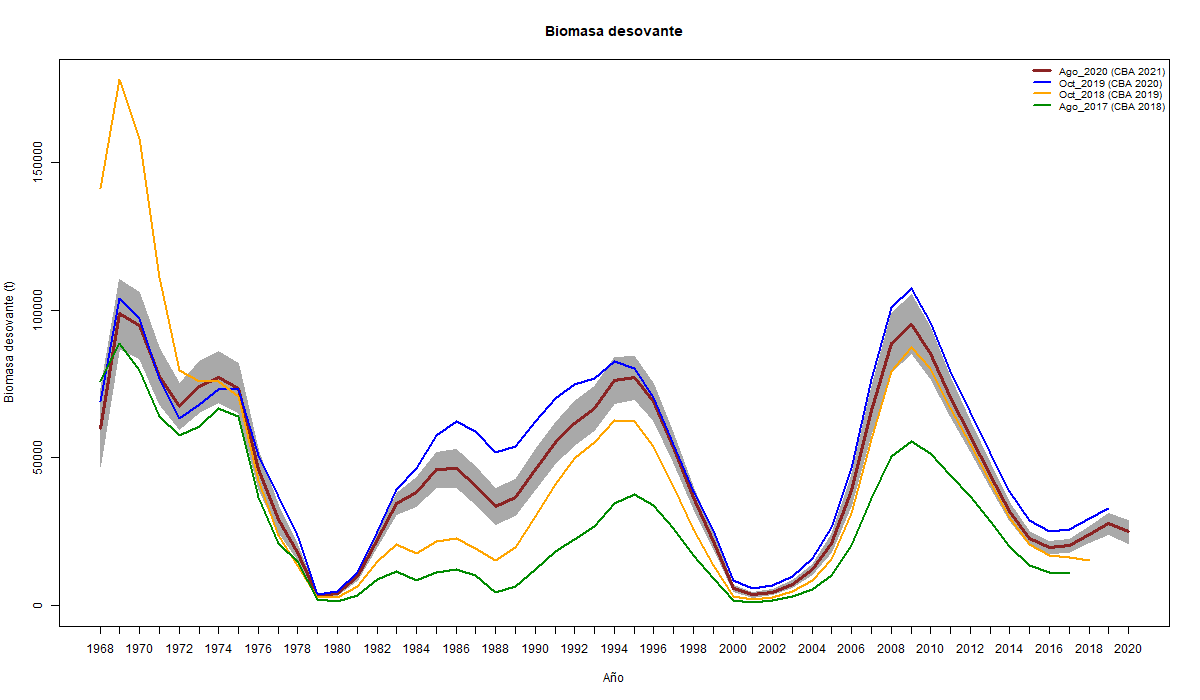 Biomasa desovante
Ago_2020 (CBA 2021)
Oct_2019 (CBA 2020)
Oct_2018 (CBA 2019)
Ago_2017 (CBA 2018)
Biomasa desovante (t)
150000
100000
50000
0
1968 1970 1972 1974 1976 1978 1980 1982 1984 1986 1988 1990 1992 1994 1996 1998 2000 2002 2004 2006 2008 2010 2012 2014 2016 2018 2020
Año